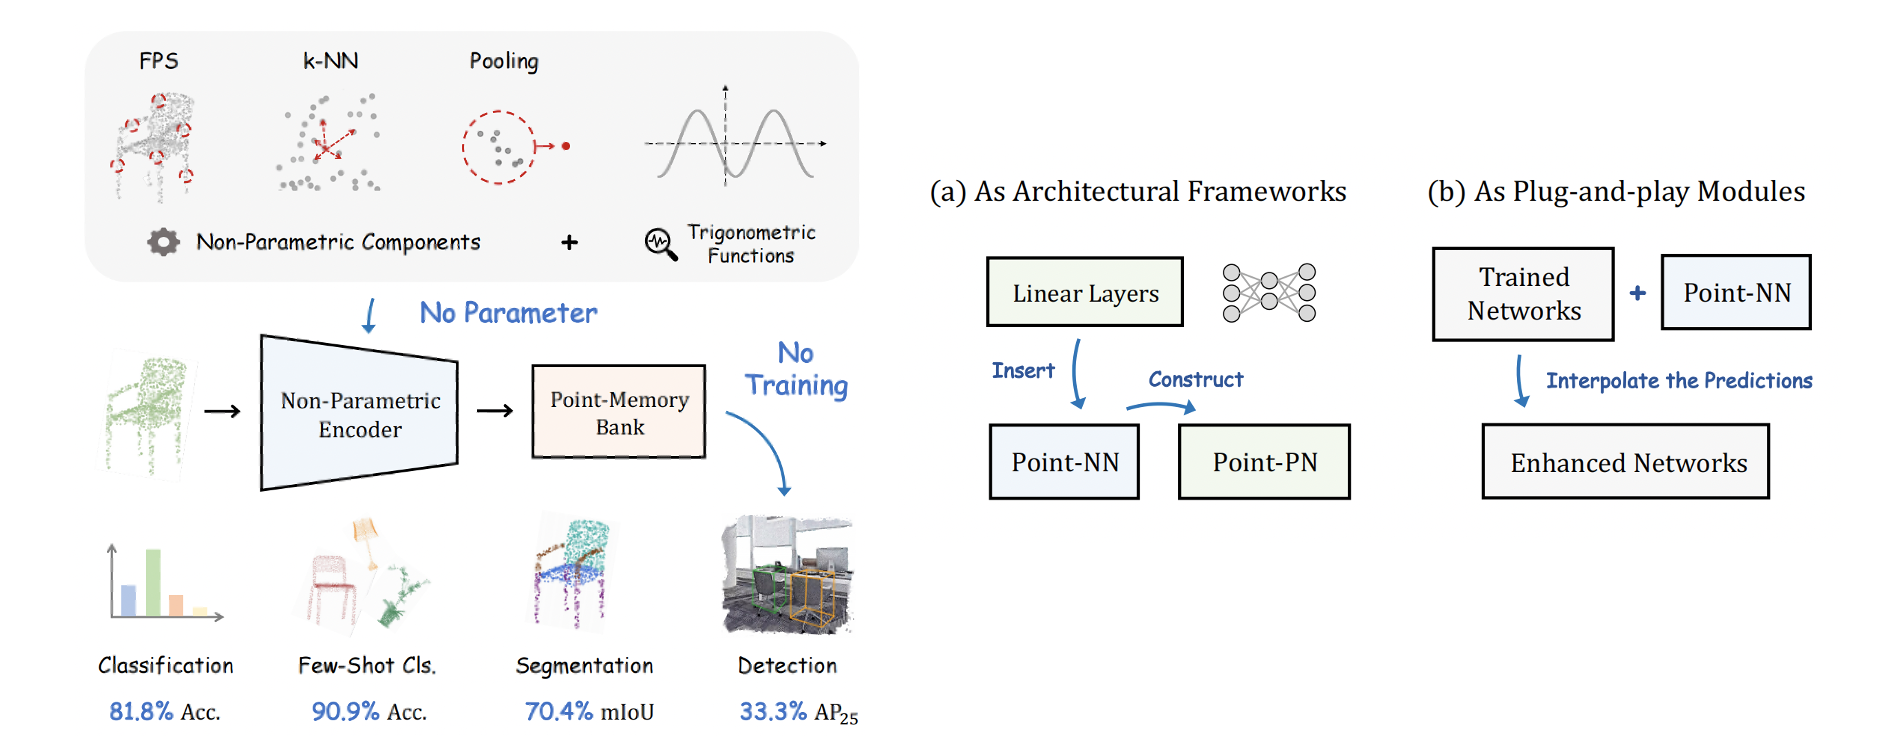 FPS
k-NN
Pooling
Non-Parametric Components
+
Trigonometric
Functions
No Parameter
Non-Parametric
Encoder
Point-Memory
Bank
No
Training
Classification
81.8% Acc.
Few-Shot Cls.
90.9% Acc.
Segmentation
70.4% mIoU
Detection
33.3% AP25
(a) As Architectural Frameworks
Linear Layers
Insert
Construct
Point-NN
Point-PN
(b) As Plug-and-play Modules
Trained
Networks
+
Point-NN
Interpolate the Predictions
Enhanced Networks